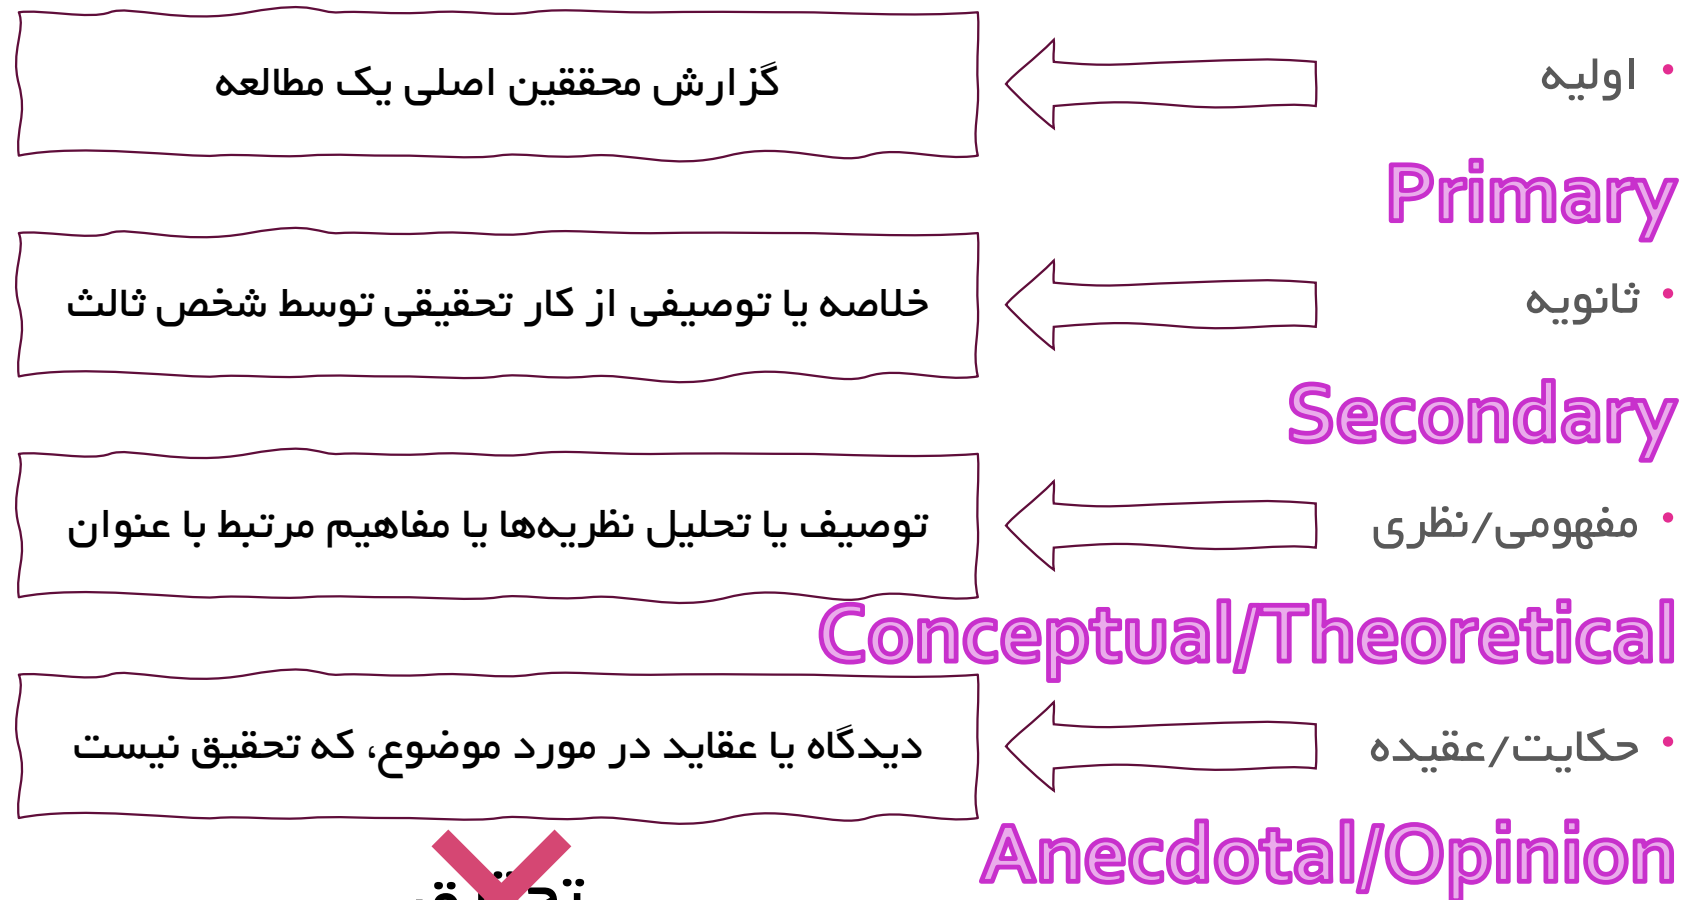 • اولیه
گزارش محققین اصلی یک مطالعه
Primary
• ثانویه
خلاصه یا توصیفی از کار تحقیقی توسط شخص ثالث
Secondary
• مفهومی/نظری
توصیف یا تحلیل نظریه‌ها یا مفاهیم مرتبط با عنوان
Conceptual/Theoretical
• حکایت/عقیده
دیدگاه یا عقاید در مورد موضوع، که تحقیق نیست
Anecdotal/Opinion